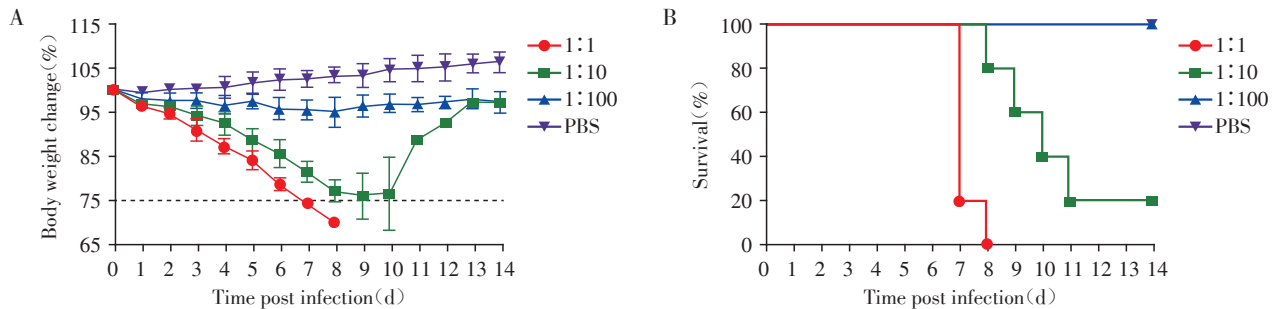 A
Body weight change(%)
115
105
95
85
75
65
0 1 2 3 4 5 6 7 8 9 10 11 12 13 14
Time post infection(d)
1∶1
1∶10
1∶100
PBS
B
Survival(%)
100
80
60
40
20
0
0 1 2 3 4 5 6 7 8 9 10 11 12 13 14
Time post infection(d)
1∶1
1∶10
1∶100
PBS